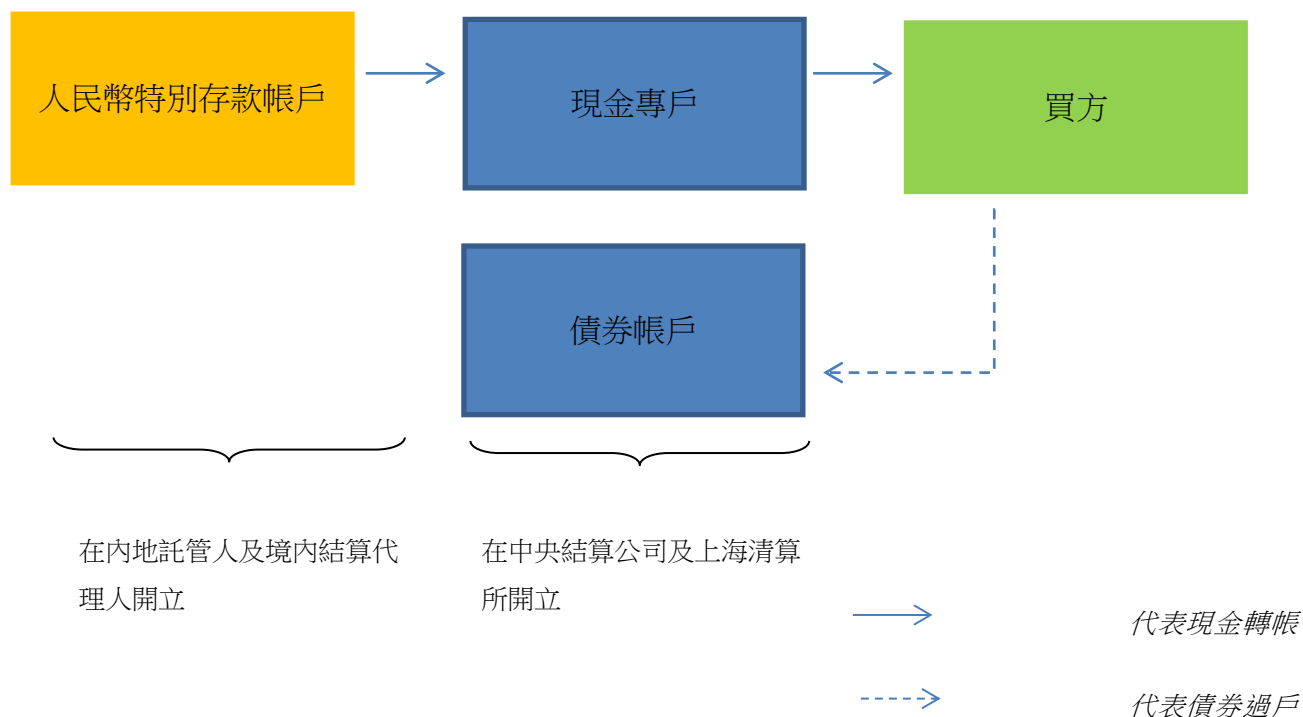 人民幣特別存款帳戶
現金專戶
買方
債券帳戶
在內地託管人及境內結算代
理人開立
在中央結算公司及上海清算
所開立
代表現金轉帳
代表債券過戶